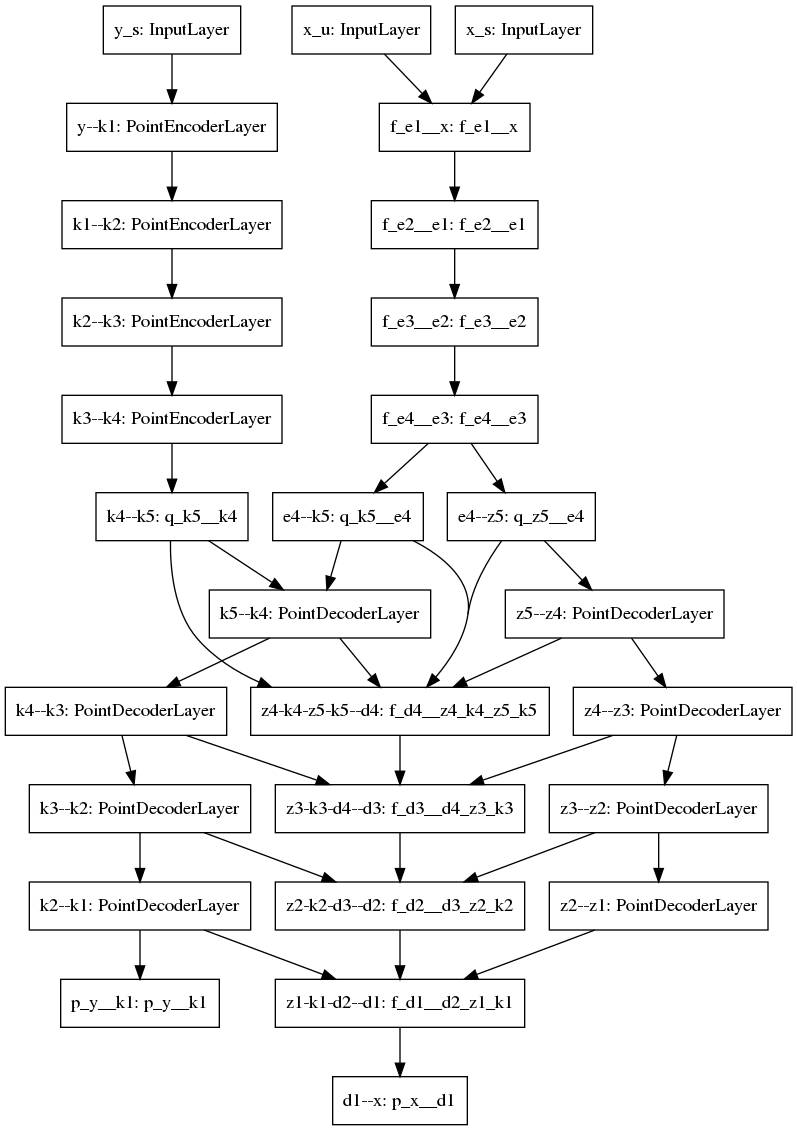 y_s: InputLayer
x_u: InputLayer
x_s: InputLayer
y--k1: PointEncoderLayer
f_e1__x: f_e1__x
k1--k2: PointEncoderLayer
f_e2__e1: f_e2__e1
k2--k3: PointEncoderLayer
f_e3__e2: f_e3__e2
k3--k4: PointEncoderLayer
f_e4__e3: f_e4__e3
k4--k5: q_k5__k4
e4--k5: q_k5__e4
e4--z5: q_z5__e4
k5--k4: PointDecoderLayer
z5--z4: PointDecoderLayer
k4--k3: PointDecoderLayer
z4-k4-z5-k5--d4: f_d4__z4_k4_z5_k5
z4--z3: PointDecoderLayer
k3--k2: PointDecoderLayer
z3-k3-d4--d3: f_d3__d4_z3_k3
z3--z2: PointDecoderLayer
k2--k1: PointDecoderLayer
z2-k2-d3--d2: f_d2__d3_z2_k2
z2--z1: PointDecoderLayer
p_y__k1: p_y__k1
z1-k1-d2--d1: f_d1__d2_z1_k1
d1--x: p_x__d1